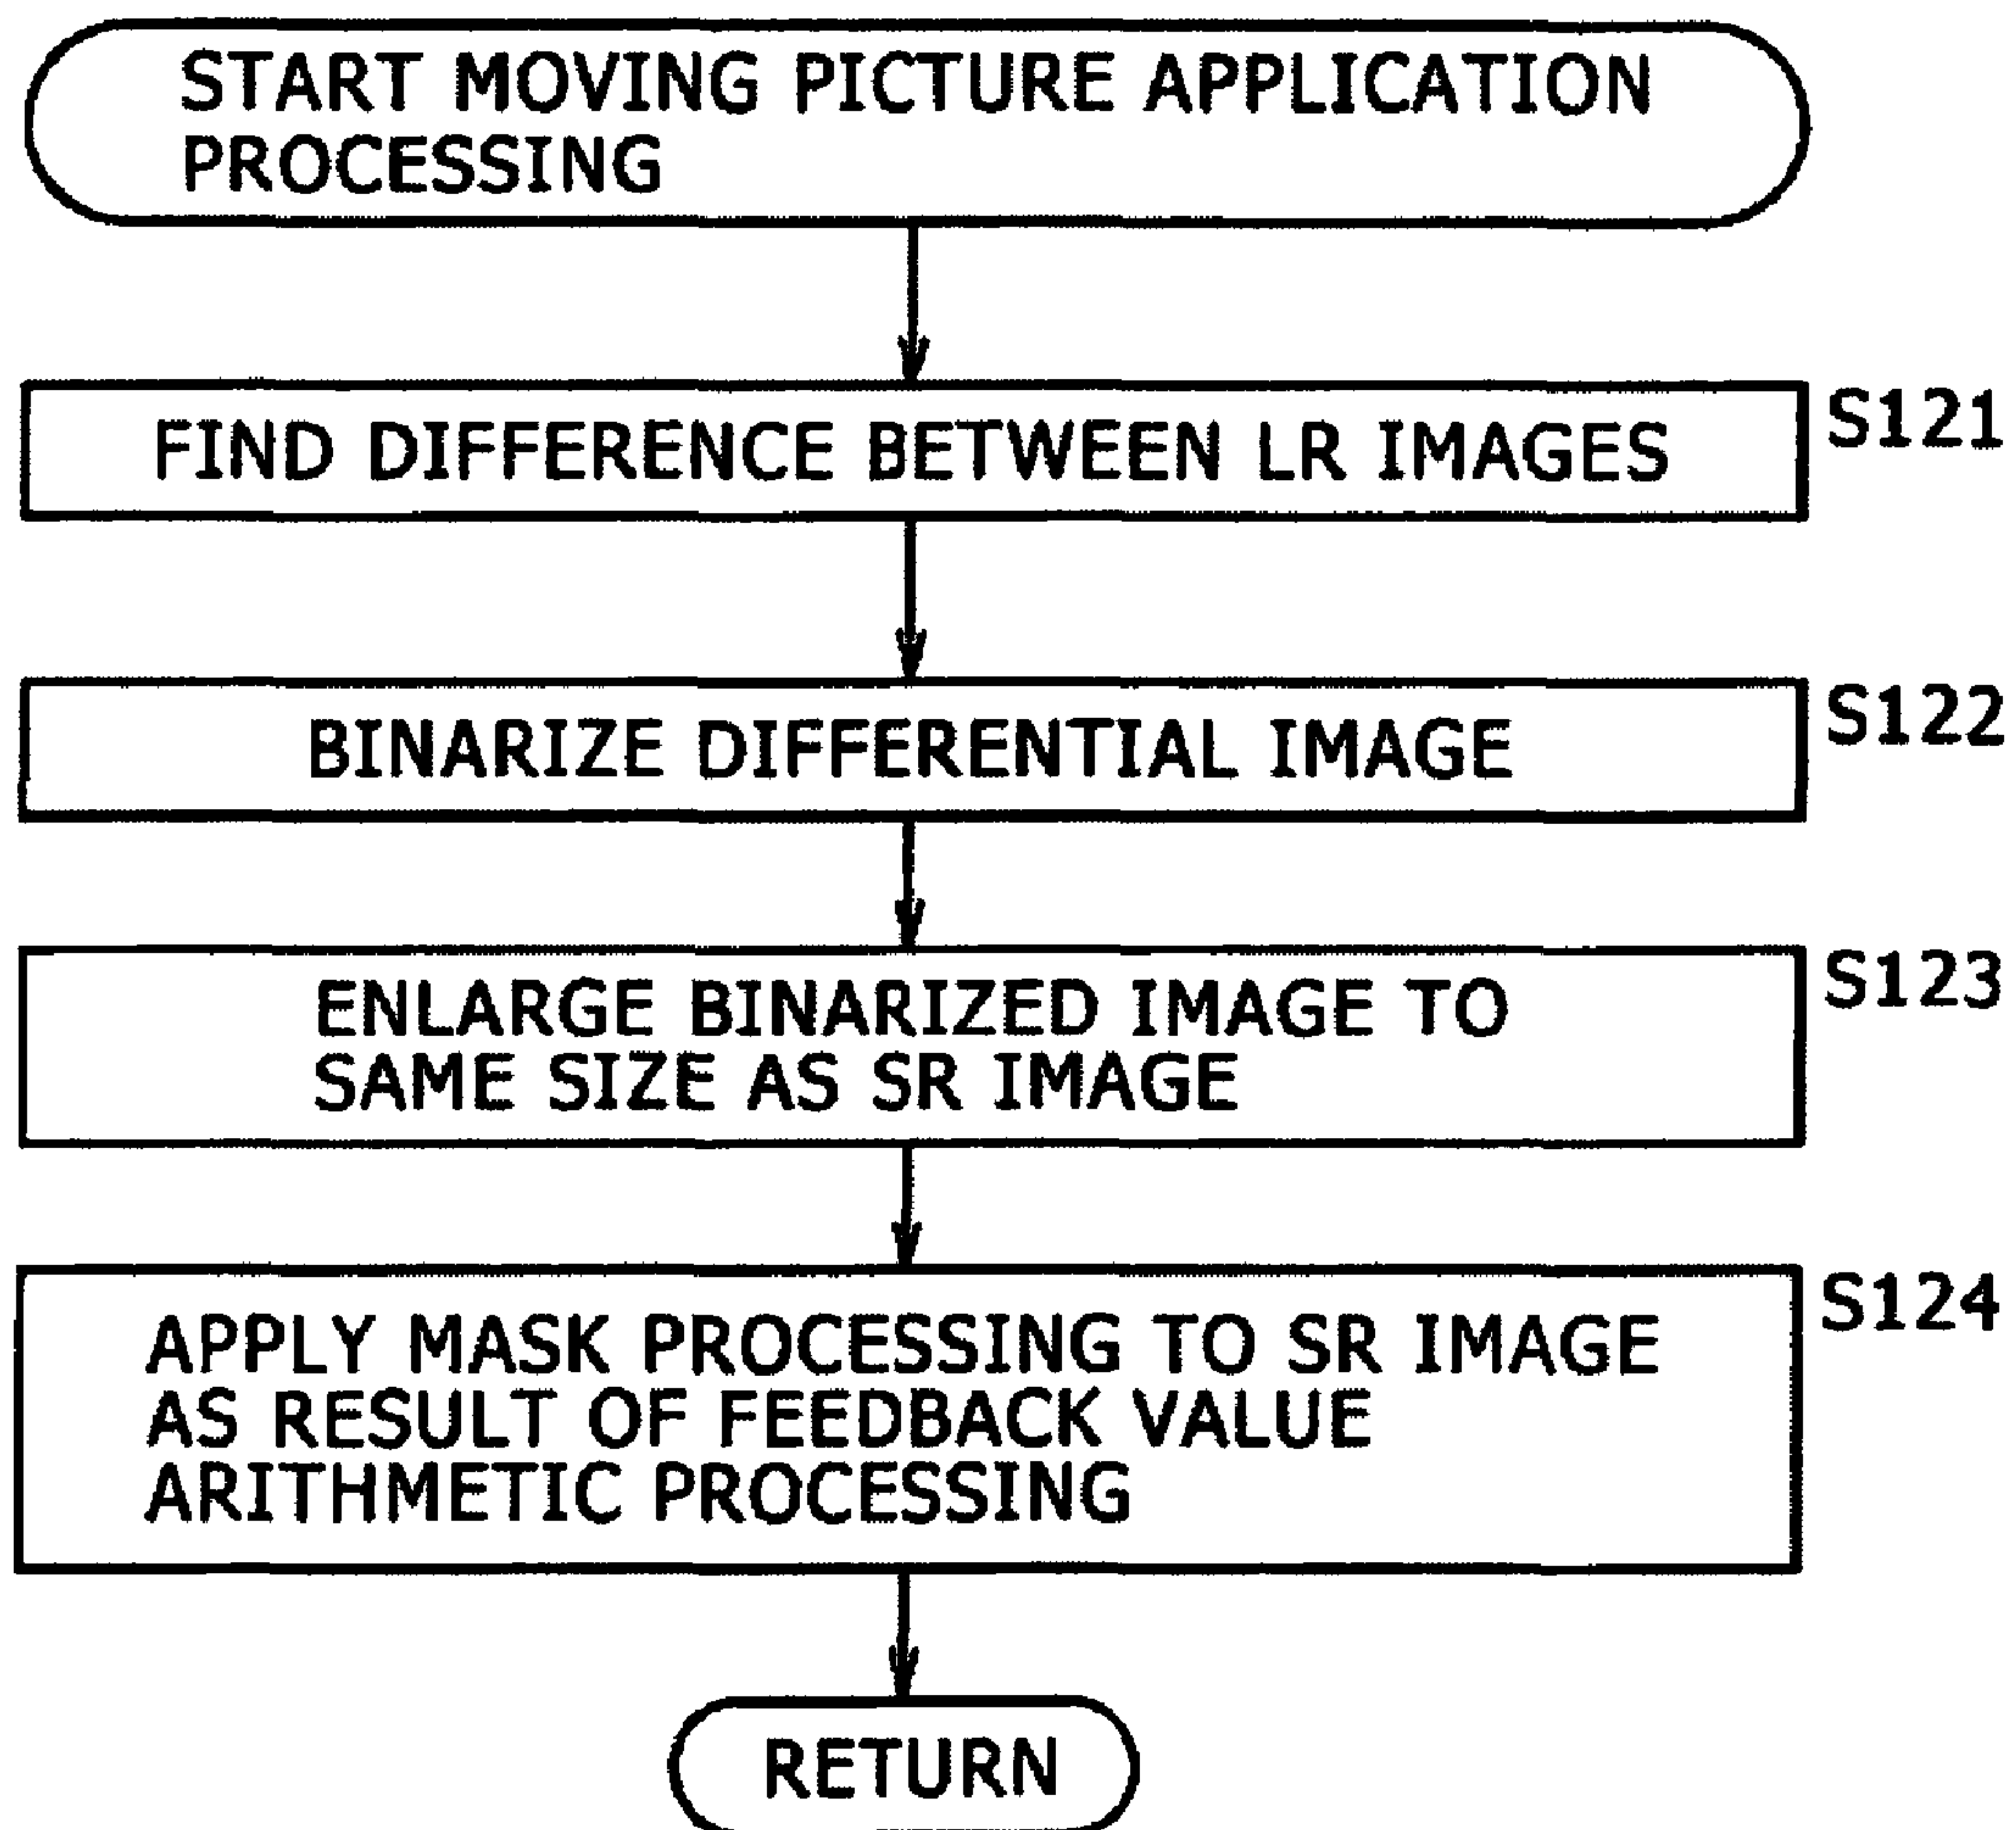 START MOVING PICTURE APPLICATION
PROCESSING
FIND DIFFERENCE BETWEEN LR IMAGES
S121
BINARIZE DIFFERENTIAL IMAGE
S122
ENLARGE BINARIZED IMAGE TO
SAME SIZE AS SR IMAGE
S123
APPLY MASK PROCESSING TO SR IMAGE
AS RESULT OF FEEDBACK VALUE
ARITHMETIC PROCESSING
S124
RETURN